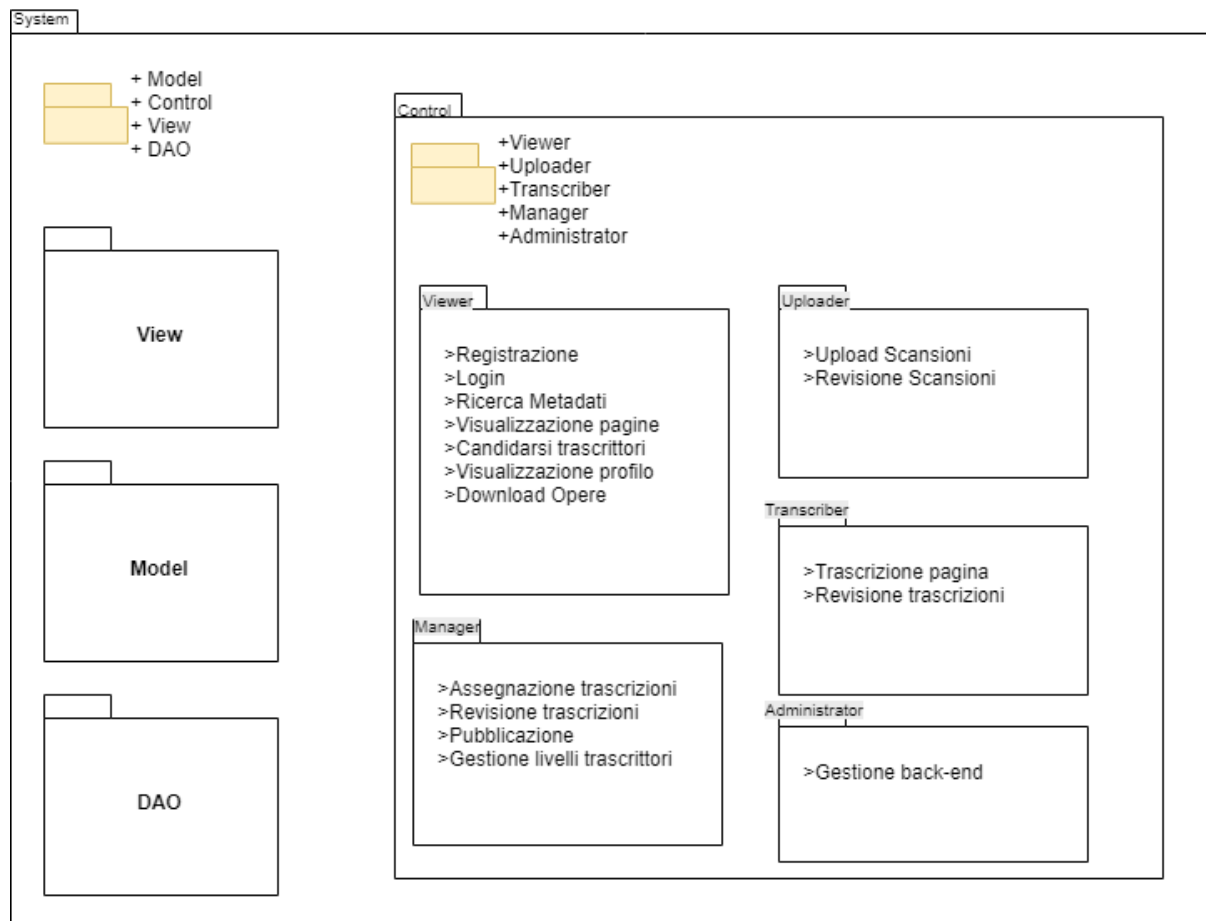 System
+ Model
+ Control
+ View
+ DAO
View
Model
DAO
Control
+Viewer
+Uploader
+Transcriber
+Manager
+Administrator
Viewer
>Registrazione
>Login
>Ricerca Metadati
>Visualizzazione pagine
>Candidarsi trascrittori
>Visualizzazione profilo
>Download Opere
Uploader
>Upload Scansioni
>Revisione Scansioni
Transcriber
>Trascrizione pagina
>Revisione trascrizioni
Manager
>Assegnazione trascrizioni
>Revisione trascrizioni
>Pubblicazione
>Gestione livelli trascrittori
Administrator
>Gestione back-end